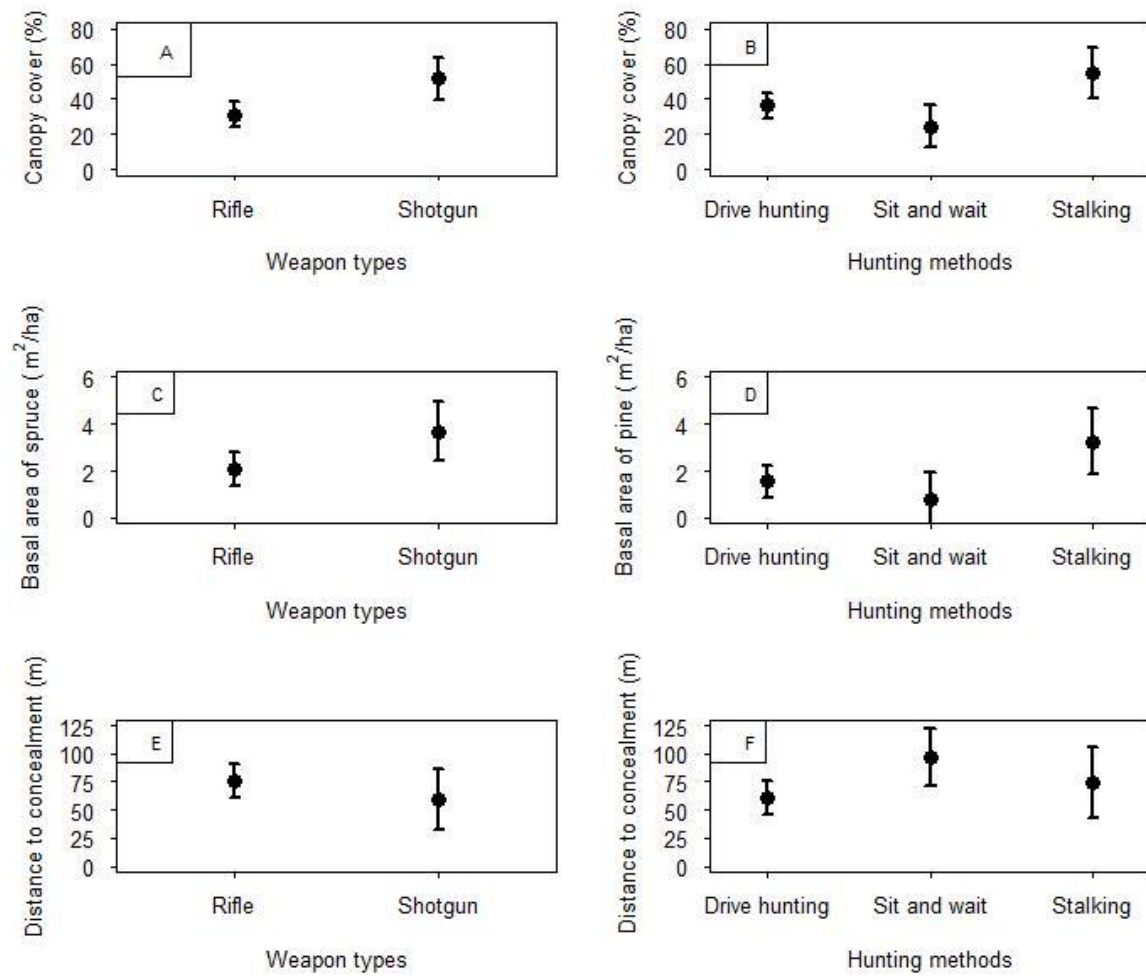 Canopy cover (%)
80
60
40
20
0
A
Rifle Shotgun
Weapon types
Canopy cover (%)
80
60
40
20
0
B
Drive hunting Sit and wait Stalking
Hunting methods
Basal area of spruce ( m²/ha)
6
4
2
0
C
Rifle Shotgun
Weapon types
Basal area of pine ( m²/ha)
6
4
2
0
D
Drive hunting Sit and wait Stalking
Hunting methods
Distance to concealment (m)
125
100
75
50
25
0
E
Rifle Shotgun
Weapon types
Distance to concealment (m)
125
100
75
50
25
0
F
Drive hunting Sit and wait Stalking
Hunting methods